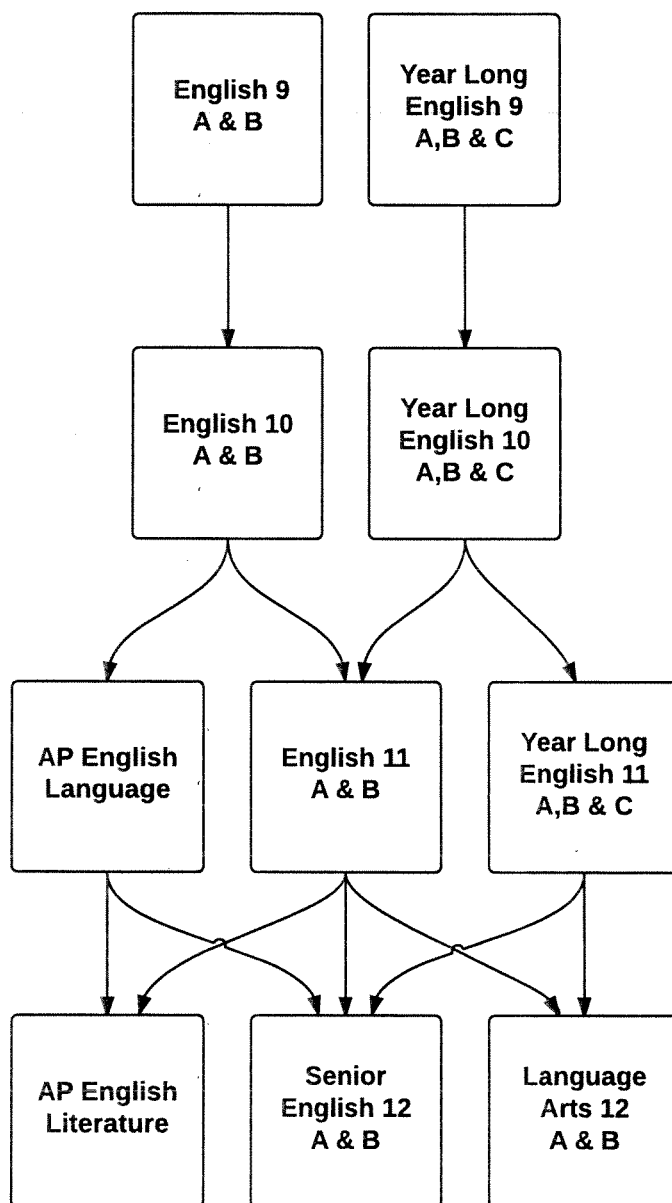 English 9
A & B
Year Long
English 9
A,B & C
English 10
A & B
Year Long
English 10
A,B & C
AP English
Language
English 11
A & B
Year Long
English 11
A,B & C
AP English
Literature
Senior
English 12
A & B
Language
Arts 12
A & B